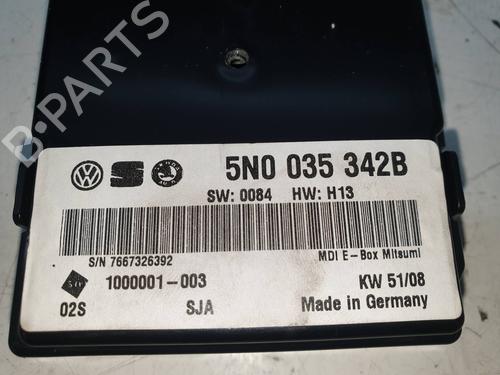 B-PARTS
5N0 035 342B
SW: 0084 HW: H13
S/N 7667326392
MDI E-Box Mitsumi
1000001-003
KW 51/08
02S
SJA
Made in Germany